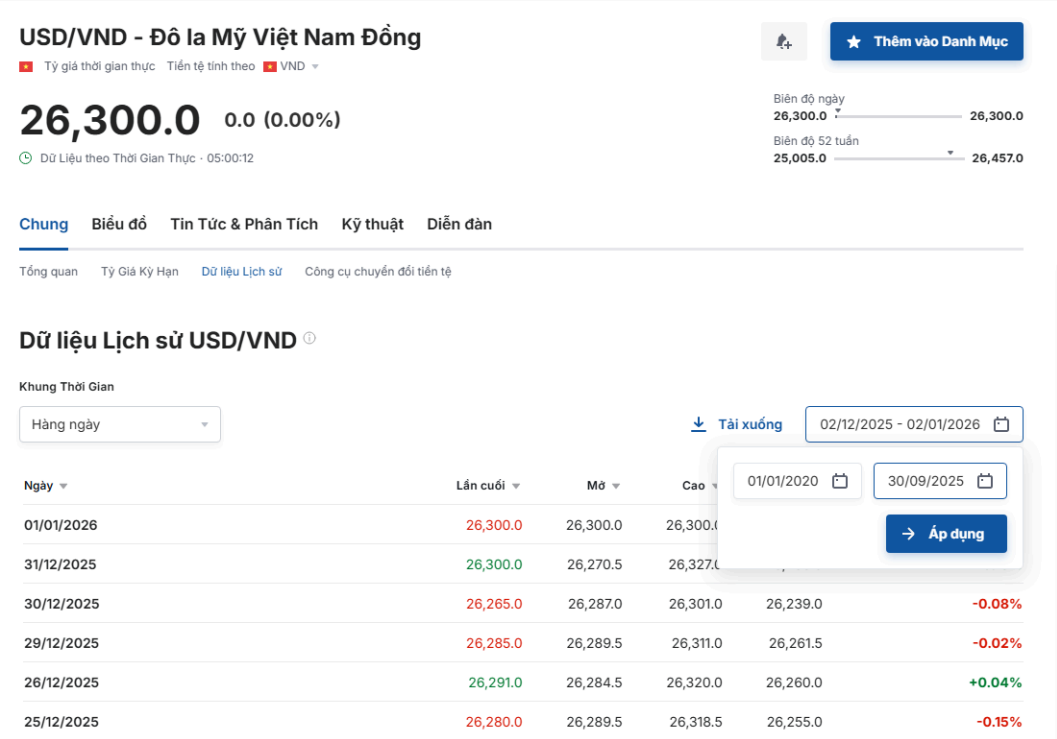 USD/VND - Đô la Mỹ Việt Nam Đồng
Thêm vào Danh Mục
Tỷ giá thời gian thực Tiền tệ tính theo VND
26,300.0 0.0 (0.00%)
Biên độ ngày
26,300.0 26,300.0
Biên độ 52 tuần
25,005.0 26,457.0
Dữ Liệu theo Thời Gian Thực · 05:00:12
Chung Biểu đồ Tin Tức & Phân Tích Kỹ thuật Diễn đàn
Tổng quan Tỷ Giá Kỳ Hạn Dữ liệu Lịch sử Công cụ chuyển đổi tiền tệ
Dữ liệu Lịch sử USD/VND
Khung Thời Gian
Hàng ngày Tải xuống 02/12/2025 - 02/01/2026
01/01/2020 30/09/2025
Áp dụng
Ngày Lần cuối Mở Cao
01/01/2026 26,300.0 26,300.0
31/12/2025 26,300.0 26,270.5
30/12/2025 26,265.0 26,287.0 26,301.0 26,239.0 -0.08%
29/12/2025 26,285.0 26,289.5 26,311.0 26,261.5 -0.02%
26/12/2025 26,291.0 26,284.5 26,320.0 26,260.0 +0.04%
25/12/2025 26,280.0 26,289.5 26,318.5 26,255.0 -0.15%